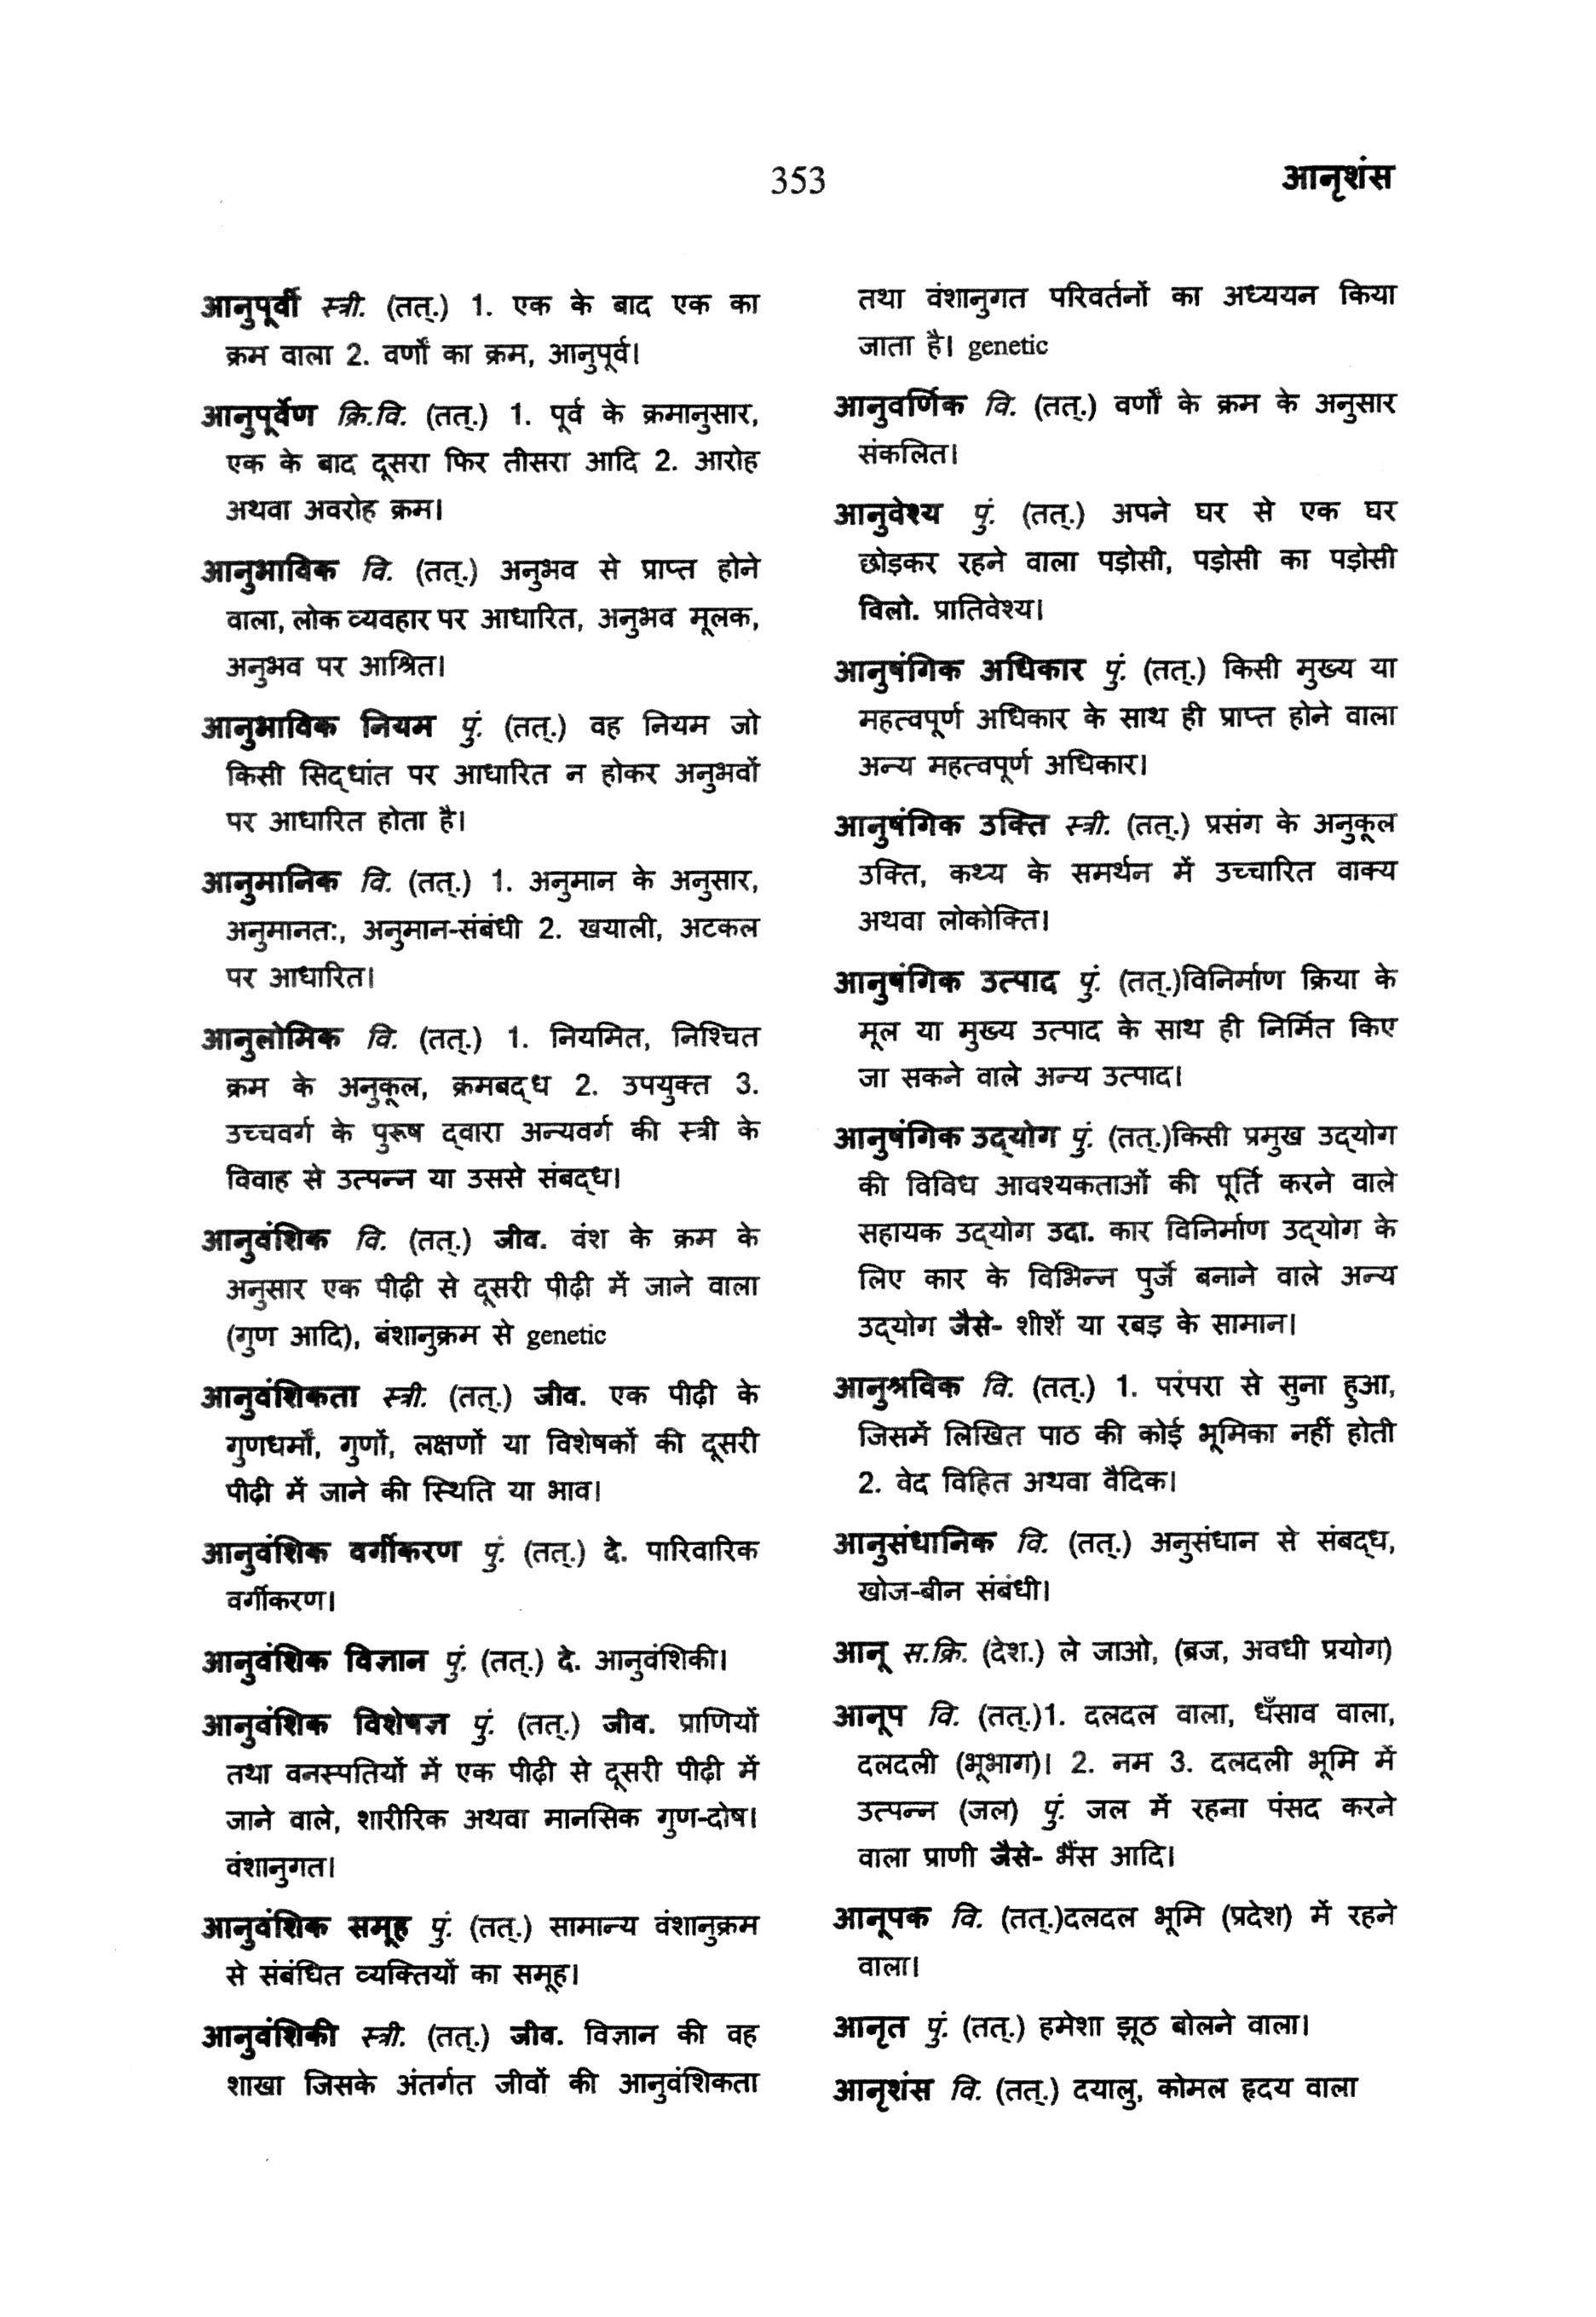 353
आनृशंस
आनुपूर्वी स्त्री. (तत्.) 1. एक के बाद एक का
क्रम वाला 2. वर्णों का क्रम, आनुपूर्व।
आनुपूर्वेण क्रि.वि. (तत्.) 1. पूर्व के क्रमानुसार,
एक के बाद दूसरा फिर तीसरा आदि 2. आरोह
अथवा अवरोह क्रम।
आनुभाविक वि. (तत्.) अनुभव से प्राप्त होने
वाला, लोक व्यवहार पर आधारित, अनुभव मूलक,
अनुभव पर आश्रित।
आनुभाविक नियम पुं. (तत्.) वह नियम जो
किसी सिद्धांत पर आधारित न होकर अनुभवों
पर आधारित होता है।
आनुमानिक वि. (तत्.) 1. अनुमान के अनुसार,
अनुमानत:, अनुमान-संबंधी 2. खयाली, अटकल
पर आधारित।
आनुलोमिक वि. (तत्.) 1. नियमित, निश्चित
क्रम के अनुकूल, क्रमबद्ध 2. उपयुक्त 3.
उच्चवर्ग के पुरूष द्वारा अन्यवर्ग की स्त्री के
विवाह से उत्पन्न या उससे संबद्ध।
आनुवंशिक वि. (तत्.) जीव. वंश के क्रम के
अनुसार एक पीढ़ी से दूसरी पीढ़ी में जाने वाला
(गुण आदि), बंशानुक्रम से genetic
आनुवंशिकता स्त्री. (तत्.) जीव. एक पीढ़ी के
गुणधर्मों, गुणों, लक्षणों या विशेषकों की दूसरी
पीढ़ी में जाने की स्थिति या भाव।
आनुवंशिक वर्गीकरण पुं. (तत्.) दे. पारिवारिक
वर्गीकरण।
आनुवंशिक विज्ञान पुं. (तत्.) दे. आनुवंशिकी।
आनुवंशिक विशेषज्ञ पुं. (तत्.) जीव. प्राणियों
तथा वनस्पतियों में एक पीढ़ी से दूसरी पीढ़ी में
जाने वाले, शारीरिक अथवा मानसिक गुण-दोष।
वंशानुगत।
आनुवंशिक समूह पुं. (तत्.) सामान्य वंशानुक्रम
से संबंधित व्यक्तियों का समूह।
आनुवंशिकी स्त्री. (तत्.) जीव. विज्ञान की वह
शाखा जिसके अंतर्गत जीवों की आनुवंशिकता
तथा वंशानुगत परिवर्तनों का अध्ययन किया
जाता है। genetic
आनुवर्णिक वि. (तत्.) वर्णों के क्रम के अनुसार
संकलित।
आनुवेश्य पुं. (तत्.) अपने घर से एक घर
छोड़कर रहने वाला पड़ोसी, पड़ोसी का पड़ोसी
विलो. प्रातिवेश्य।
आनुषंगिक अधिकार पुं. (तत्.) किसी मुख्य या
महत्वपूर्ण अधिकार के साथ ही प्राप्त होने वाला
अन्य महत्वपूर्ण अधिकार।
आनुषंगिक उक्ति स्त्री. (तत्.) प्रसंग के अनुकूल
उक्ति, कथ्य के समर्थन में उच्चारित वाक्य
अथवा लोकोक्ति।
आनुषंगिक उत्पाद पुं. (तत्.)विनिर्माण क्रिया के
मूल या मुख्य उत्पाद के साथ ही निर्मित किए
जा सकने वाले अन्य उत्पाद।
आनुषंगिक उद्योग पुं. (तत्.)किसी प्रमुख उद्योग
की विविध आवश्यकताओं की पूर्ति करने वाले
सहायक उद्योग उदा. कार विनिर्माण उद्योग के
लिए कार के विभिन्न पुर्जे बनाने वाले अन्य
उद्योग जैसे- शीशें या रबड़ के सामान।
आनुश्रविक वि. (तत्.) 1. परंपरा से सुना हुआ,
जिसमें लिखित पाठ की कोई भूमिका नहीं होती
2. वेद विहित अथवा वैदिक।
आनुसंधानिक वि. (तत्.) अनुसंधान से संबद्ध,
खोज-बीन संबंधी।
आनू स.क्रि. (देश.) ले जाओ, (ब्रज, अवधी प्रयोग)
आनूप वि. (तत्.)1. दलदल वाला, धँसाव वाला,
दलदली (भूभाग)। 2. नम 3. दलदली भूमि में
उत्पन्न (जल) पुं. जल में रहना पंसद करने
वाला प्राणी जैसे- भैंस आदि।
आनूपक वि. (तत्.)दलदल भूमि (प्रदेश) में रहने
वाला।
आनृत पुं. (तत्.) हमेशा झूठ बोलने वाला।
आनृशंस वि. (तत्.) दयालु, कोमल हृदय वाला